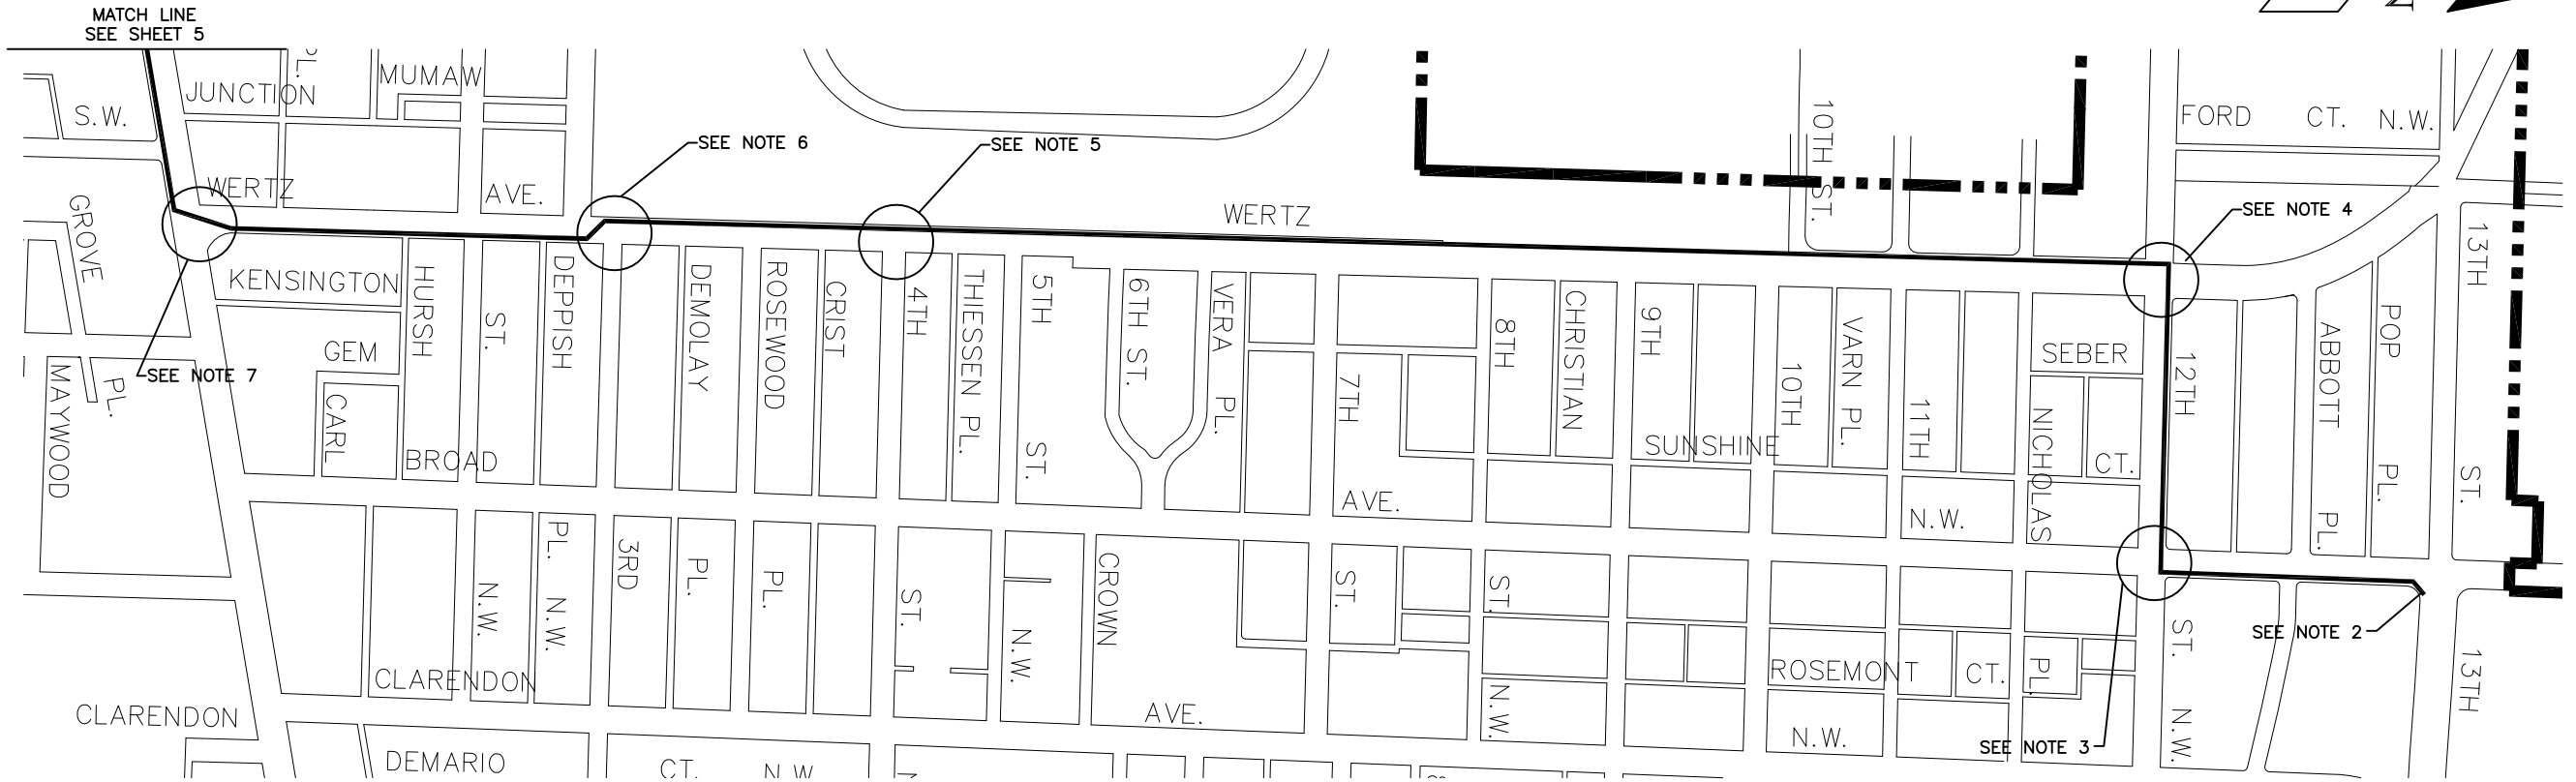 MATCH LINE
SEE SHEET 5
S.W.
JUNCTION
PL.
MUMAW
WERTZ
AVE.
SEE NOTE 6
SEE NOTE 5
WERTZ
10TH
ST.
FORD CT. N.W.
SEE NOTE 4
13TH
ST.
13TH
GROVE
PL.
MAYWOOD
SEE NOTE 7
KENSINGTON
HURSH
ST.
DEPPISH
DEMOLAY
ROSEWOOD
CRIST
4TH
THIESSEN PL.
5TH
ST.
6TH ST.
VERA PL.
7TH
8TH
CHRISTIAN
9TH
10TH
VARN PL.
11TH
SEBER
NICHOLAS
CT.
12TH
ABBOTT
PL.
POP
PL.
GEM
CARL
BROAD
SUNSHINE
AVE.
N.W.
N.W.
PL. N.W.
3RD
PL.
PL.
ST.
N.W.
CROWN
ST.
ST.
N.W.
ROSEMONT CT.
PL.
N.W.
ST. N.W.
SEE NOTE 2
SEE NOTE 3
CLARENDON
CLARENDON
AVE.
DEMARIO
CT. N.W.